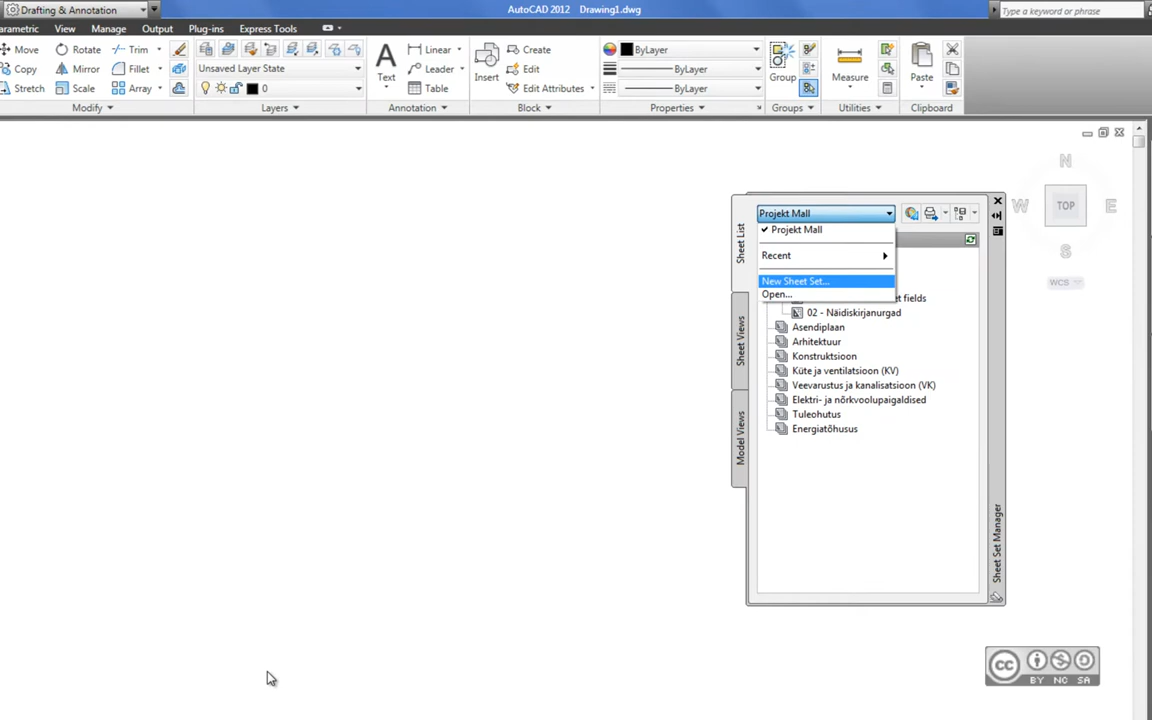 Drafting & Annotation
AutoCAD 2012 Drawing1.dwg
Type a keyword or phrase
arametric View Manage Output Plug-ins Express Tools
Move Rotate Trim
Copy Mirror Fillet
Stretch Scale Array
Modify
Unsaved Layer State
0
Layers
Text
Linear
Leader
Table
Annotation
Insert
Create
Edit
Edit Attributes
Block
ByLayer
ByLayer
ByLayer
Properties
Group
Groups
Measure
Utilities
Paste
Clipboard
N
W TOP E
S
WCS
Sheet List
Sheet Views
Model Views
Projekt Mall
Projekt Mall
Recent
New Sheet Set...
Open...
et fields
02 - Näidiskirjanurgad
Asendiplaan
Arhitektuur
Konstruktsioon
Küte ja ventilatsioon (KV)
Veevarustus ja kanalisatsioon (VK)
Elektri- ja nõrkvoolupaigaldised
Tuleohutus
Energiatõhusus
Sheet Set Manager
cc
BY NC SA